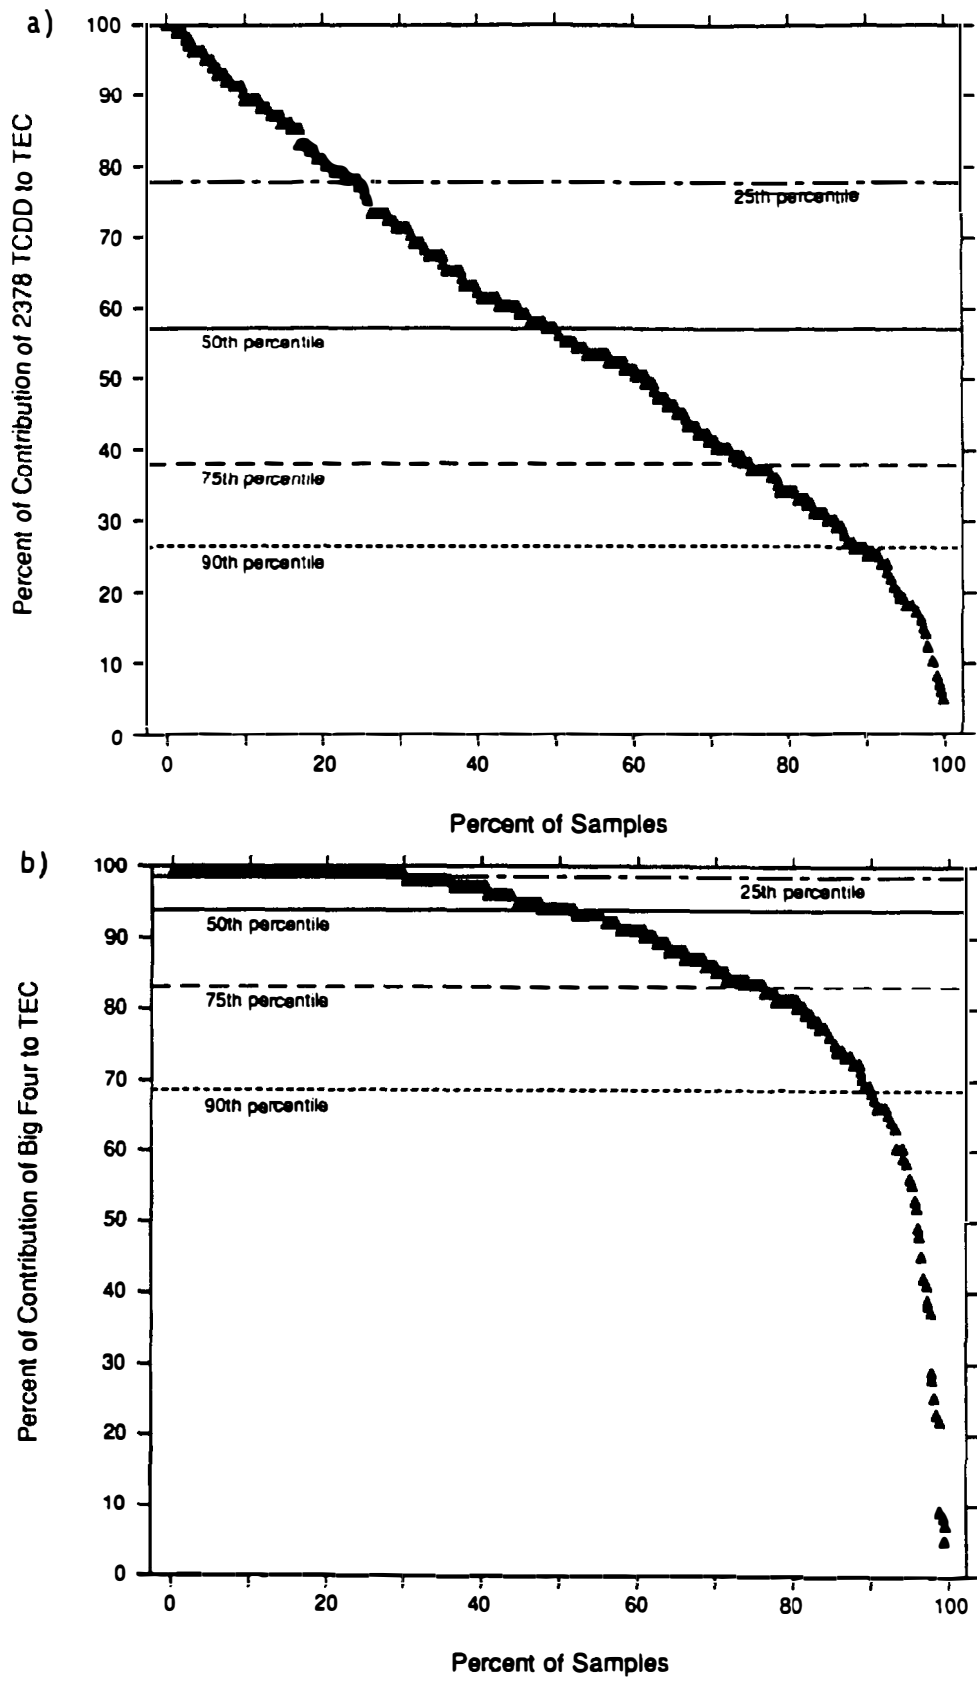 a)
Percent of Contribution of 2378 TCDD to TEC
100
90
80
70
60
50
40
30
20
10
0
25th percentile
50th percentile
75th percentile
90th percentile
0 20 40 60 80 100
Percent of Samples
b)
Percent of Contribution of Big Four to TEC
100
90
80
70
60
50
40
30
20
10
0
25th percentile
50th percentile
75th percentile
90th percentile
0 20 40 60 80 100
Percent of Samples